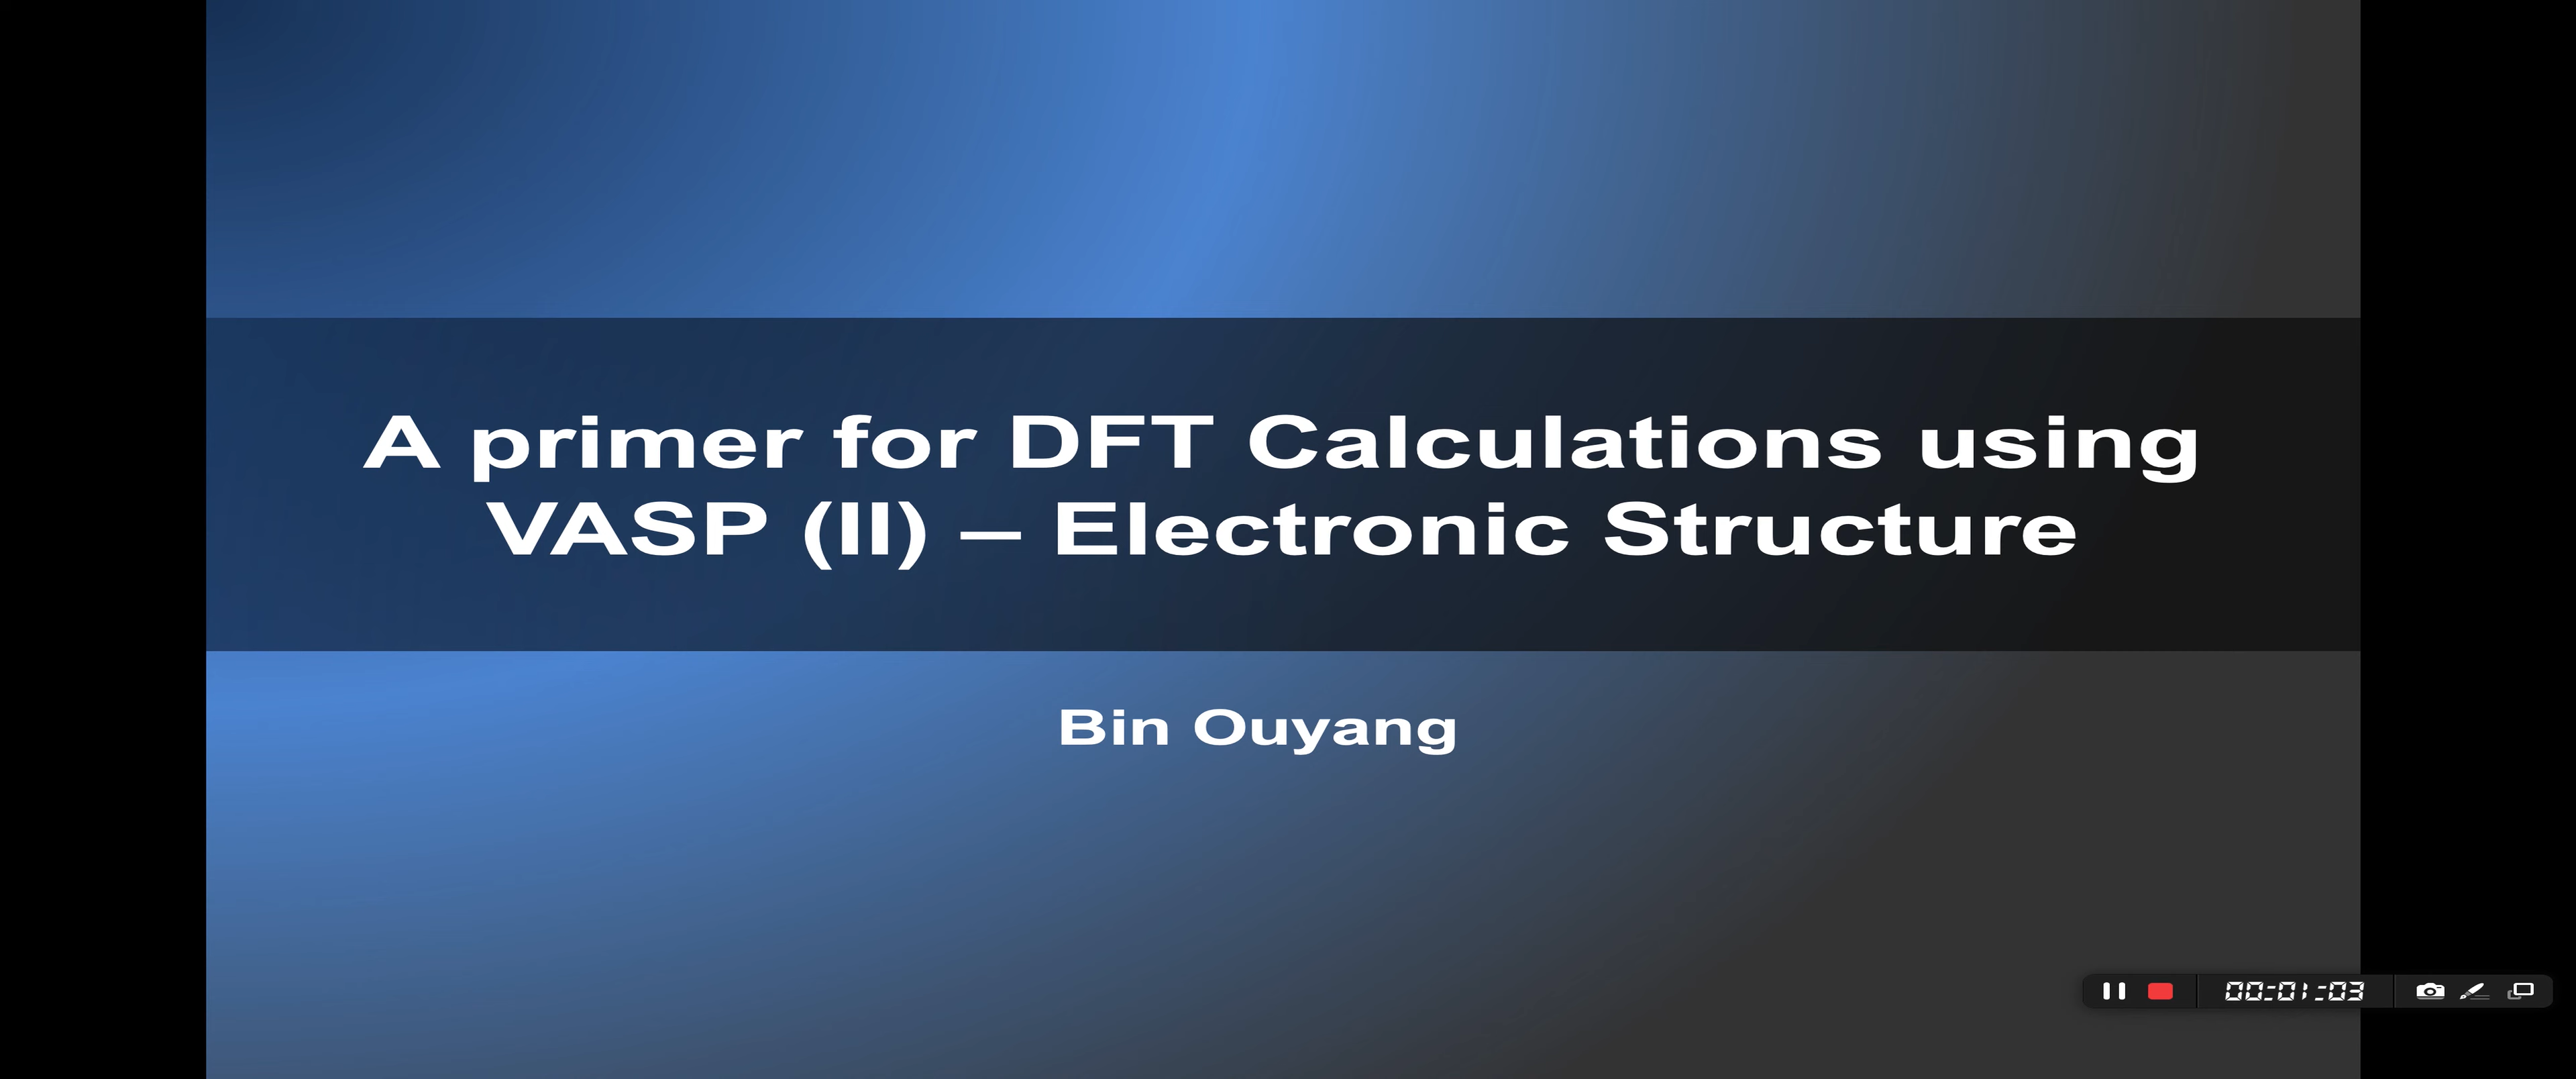 A primer for DFT Calculations using
VASP (II) – Electronic Structure
Bin Ouyang
00:01:03